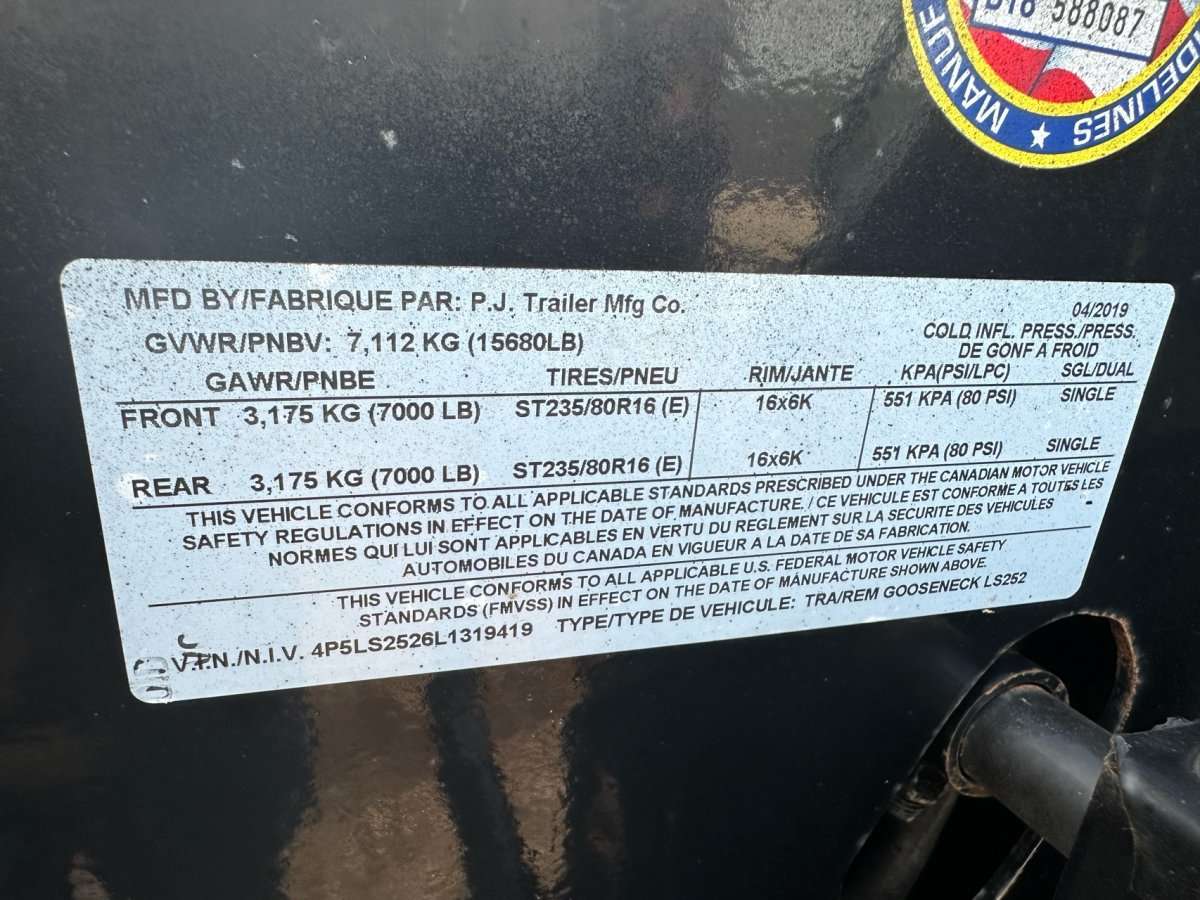 D18 588087
MANUF
DELINES
MFD BY/FABRIQUE PAR: P.J. Trailer Mfg Co.
04/2019
GVWR/PNBV: 7,112 KG (15680LB)
COLD INFL. PRESS./PRESS.
DE GONF A FROID
GAWR/PNBE TIRES/PNEU RIM/JANTE KPA(PSI/LPC) SGL/DUAL
FRONT 3,175 KG (7000 LB) ST235/80R16 (E) 16x6K 551 KPA (80 PSI) SINGLE
REAR 3,175 KG (7000 LB) ST235/80R16 (E) 16x6K 551 KPA (80 PSI) SINGLE
THIS VEHICLE CONFORMS TO ALL APPLICABLE STANDARDS PRESCRIBED UNDER THE CANADIAN MOTOR VEHICLE
SAFETY REGULATIONS IN EFFECT ON THE DATE OF MANUFACTURE. / CE VEHICULE EST CONFORME A TOUTES LES
NORMES QUI LUI SONT APPLICABLES EN VERTU DU REGLEMENT SUR LA SECURITE DES VEHICULES
AUTOMOBILES DU CANADA EN VIGUEUR A LA DATE DE SA FABRICATION.
THIS VEHICLE CONFORMS TO ALL APPLICABLE U.S. FEDERAL MOTOR VEHICLE SAFETY
STANDARDS (FMVSS) IN EFFECT ON THE DATE OF MANUFACTURE SHOWN ABOVE.
V.I.N./N.I.V. 4P5LS2526L1319419 TYPE/TYPE DE VEHICULE: TRA/REM GOOSENECK LS252